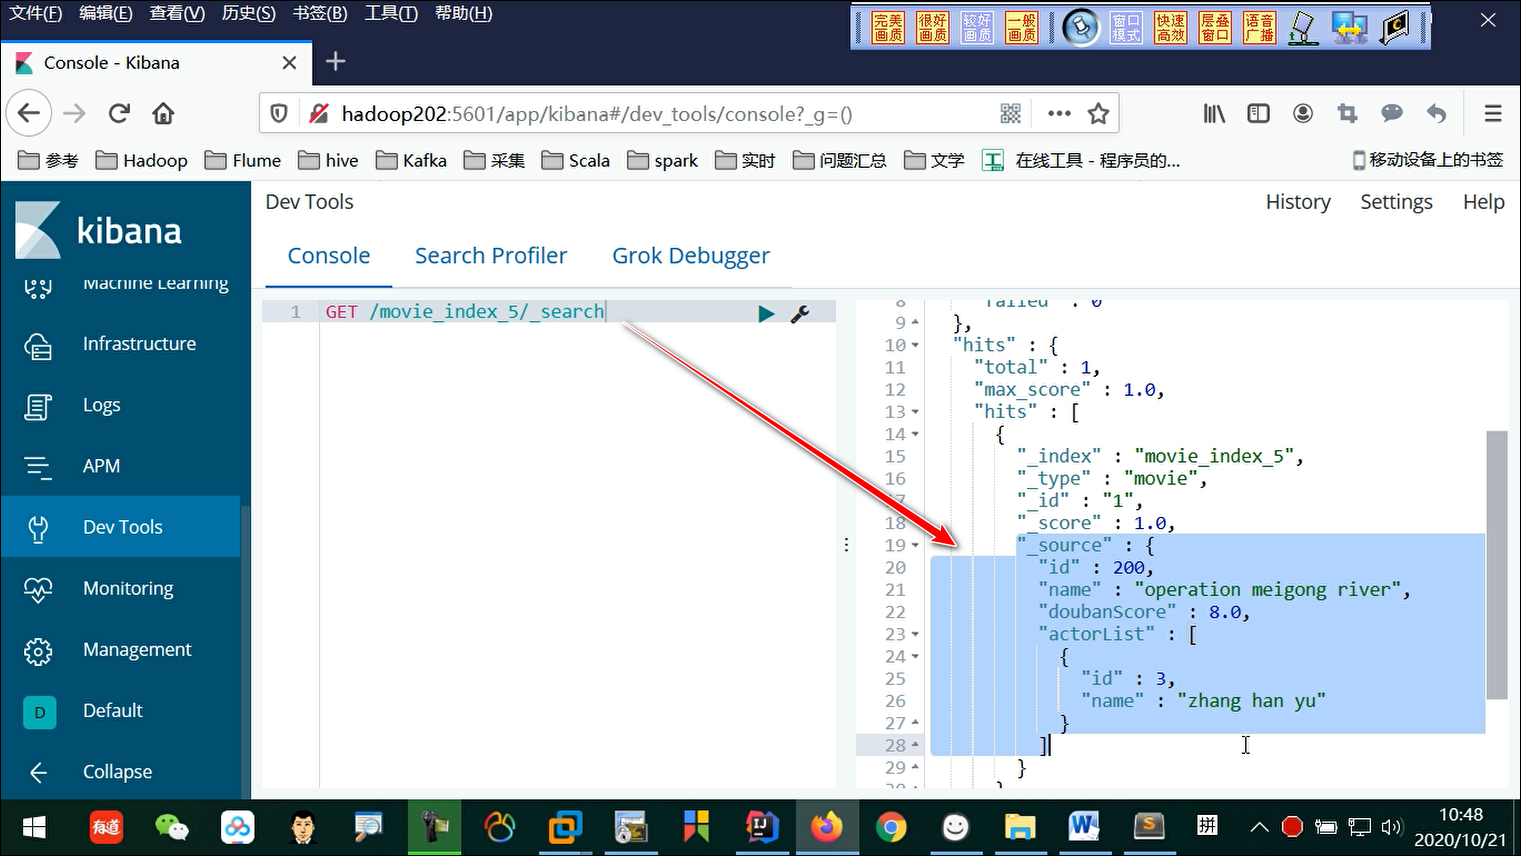 文件(F) 编辑(E) 查看(V) 历史(S) 书签(B) 工具(T) 帮助(H)
完美画质 很好画质 较好画质 一般画质 窗口模式 快速高效 层叠窗口 语音广播
Console - Kibana
hadoop202:5601/app/kibana#/dev_tools/console?_g=()
参考 Hadoop Flume hive Kafka 采集 Scala spark 实时 问题汇总 文学 工 在线工具 - 程序员的... 移动设备上的书签
kibana
Machine Learning
Infrastructure
Logs
APM
Dev Tools
Monitoring
Management
D Default
Collapse
Dev Tools
History Settings Help
Console Search Profiler Grok Debugger
1 GET /movie_index_5/_search
8 "failed" : 0
9 },
10 "hits" : {
11 "total" : 1,
12 "max_score" : 1.0,
13 "hits" : [
14 {
15 "_index" : "movie_index_5",
16 "_type" : "movie",
17 "_id" : "1",
18 "_score" : 1.0,
19 "_source" : {
20 "id" : 200,
21 "name" : "operation meigong river",
22 "doubanScore" : 8.0,
23 "actorList" : [
24 {
25 "id" : 3,
26 "name" : "zhang han yu"
27 }
28 ]
29 }
30 }
有道
IJ
W
S
拼
10:48
2020/10/21